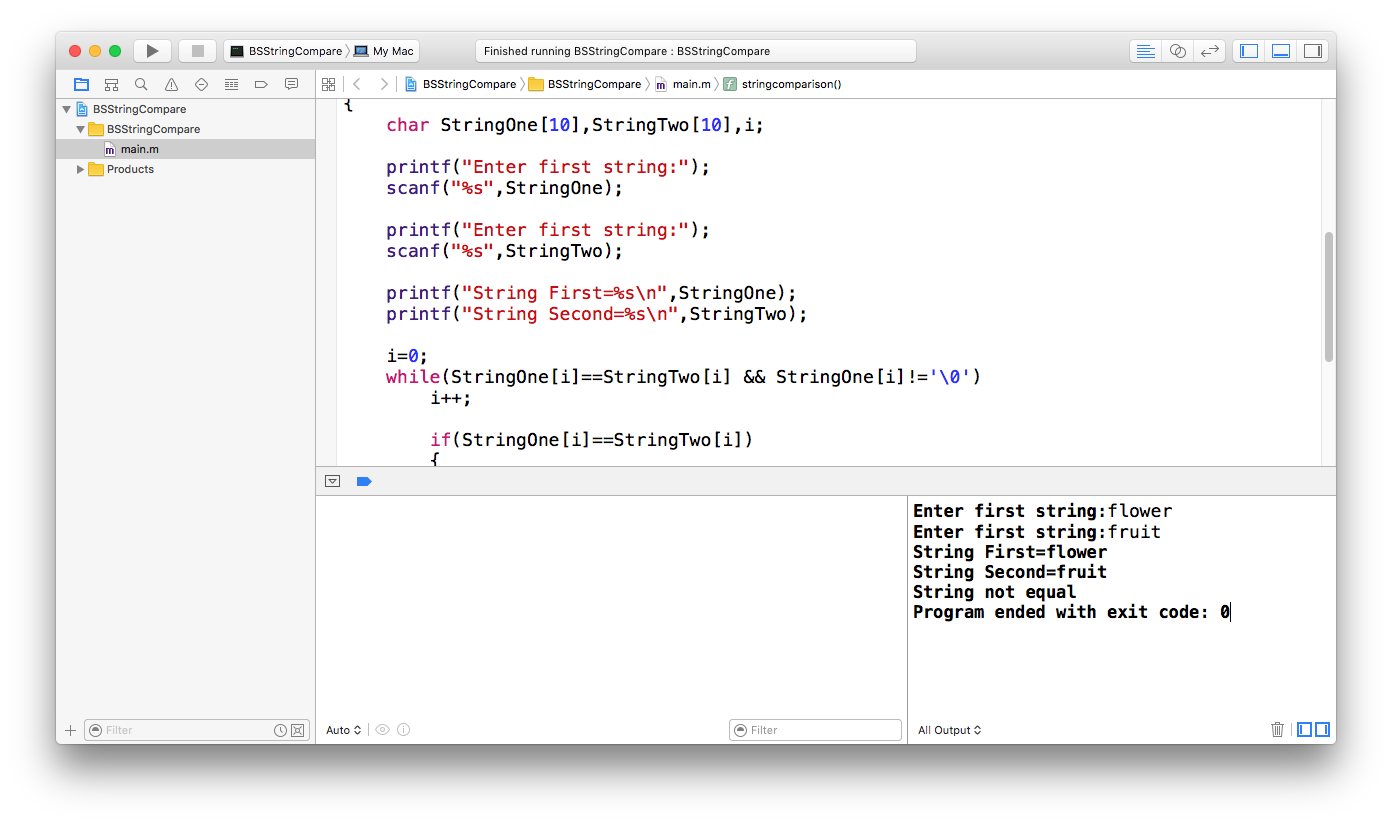 BSStringCompare My Mac Finished running BSStringCompare : BSStringCompare
BSStringCompare BSStringCompare m main.m f stringcomparison()
BSStringCompare
BSStringCompare
m main.m
Products
{
char StringOne[10],StringTwo[10],i;
printf("Enter first string:");
scanf("%s",StringOne);
printf("Enter first string:");
scanf("%s",StringTwo);
printf("String First=%s\n",StringOne);
printf("String Second=%s\n",StringTwo);
i=0;
while(StringOne[i]==StringTwo[i] && StringOne[i]!='\0')
i++;
if(StringOne[i]==StringTwo[i])
{
Enter first string:flower
Enter first string:fruit
String First=flower
String Second=fruit
String not equal
Program ended with exit code: 0
Filter Auto Filter All Output